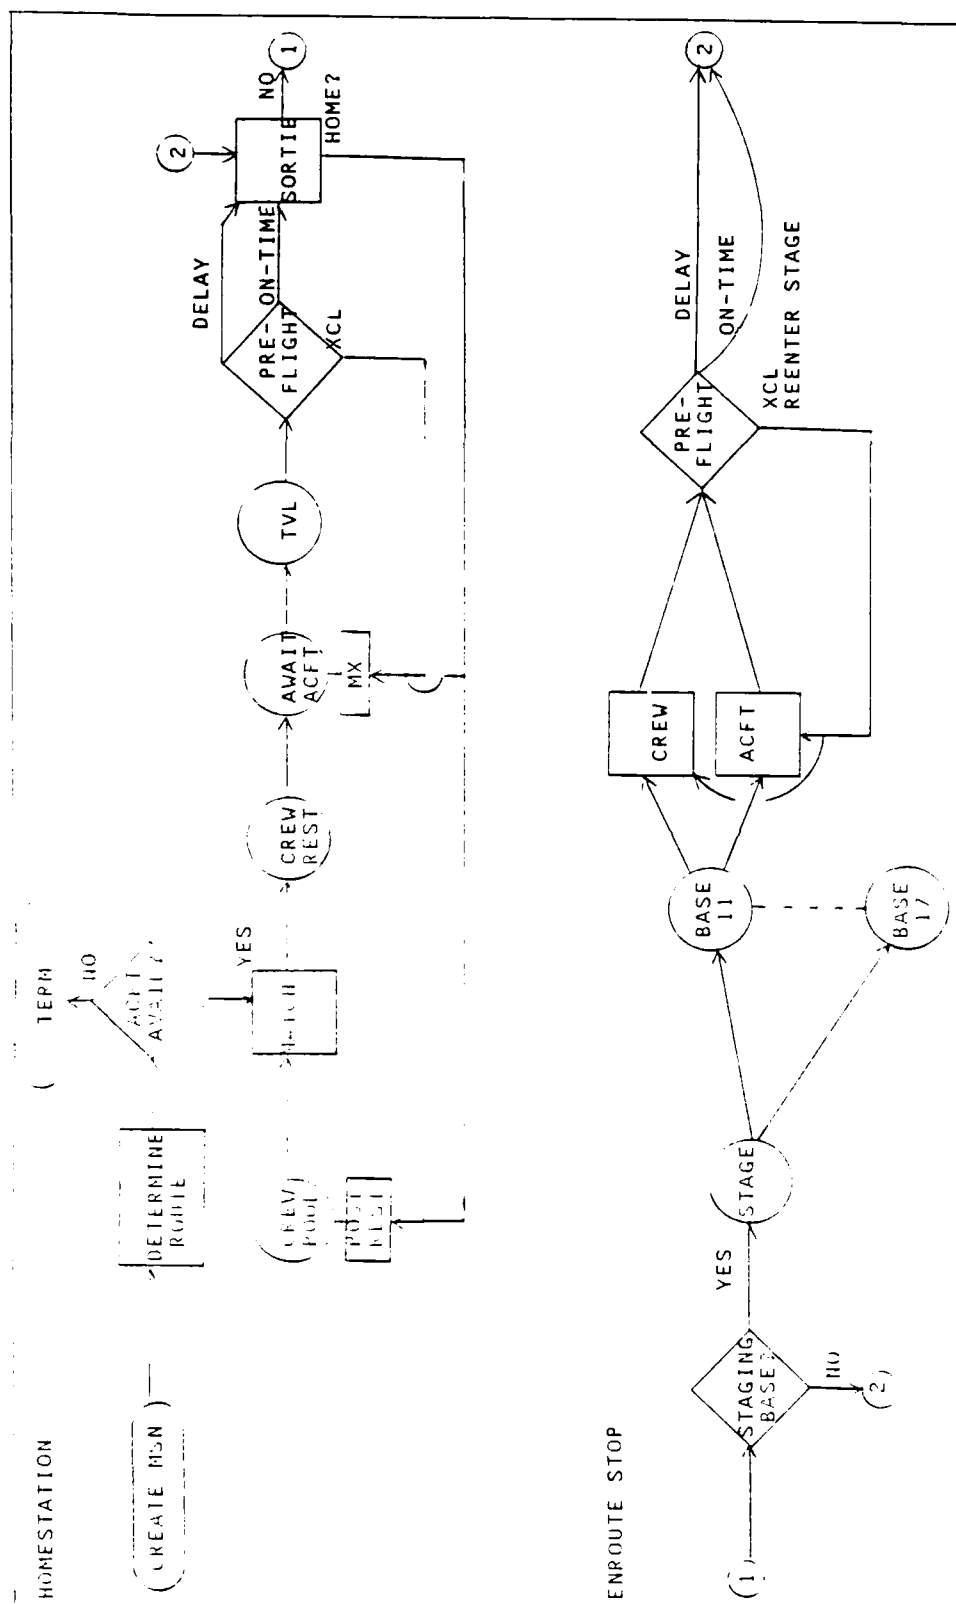 HOMESTATION
TERM
NO
CREATE MSN
DETERMINE
ROUTE
ACFT
AVAIL?
YES
CREW
POOL
POST
REST
MATCH
CREW
REST
AWAIT
ACFT
MX
TVL
PRE-
FLIGHT
DELAY
ON-TIME
XCL
2
SORTIE
NO
1
HOME?
ENROUTE STOP
1
STAGING
BASE?
YES
NO
2
STAGE
BASE
11
BASE
17
CREW
ACFT
PRE-
FLIGHT
DELAY
ON-TIME
XCL
REENTER STAGE
2